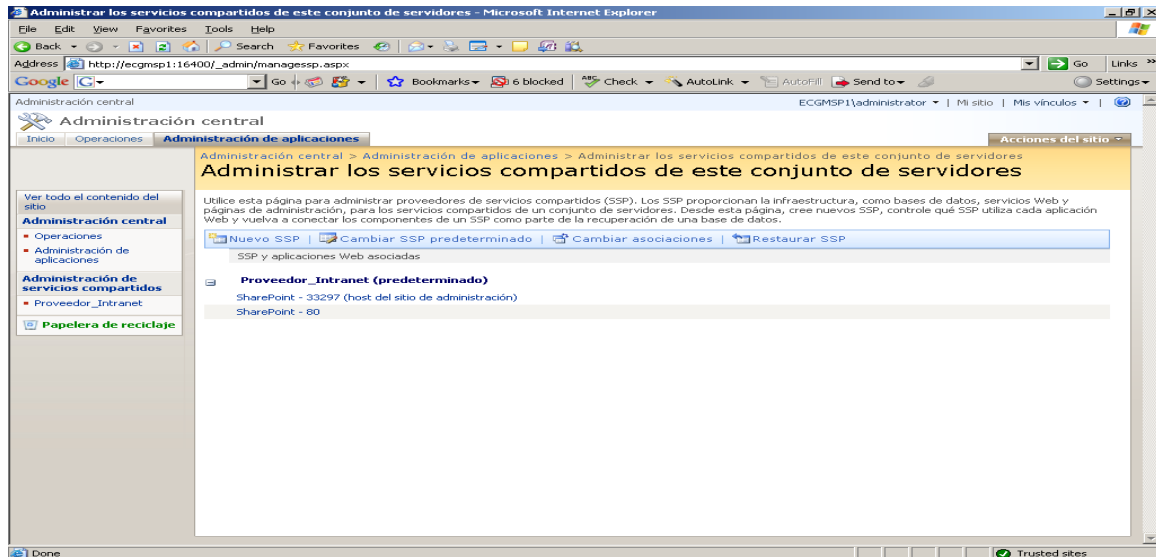 Administrar los servicios compartidos de este conjunto de servidores - Microsoft Internet Explorer
File Edit View Favorites Tools Help
Back Search Favorites
Address http://ecgmsp1:16400/_admin/managessp.aspx Go Links »
Google G Go Bookmarks 6 blocked ABC Check AutoLink AutoFill Send to Settings
Administración central ECGMSP1\administrator | Mi sitio | Mis vínculos |
Administración central
Inicio Operaciones Administración de aplicaciones Acciones del sitio
Administración central > Administración de aplicaciones > Administrar los servicios compartidos de este conjunto de servidores
Administrar los servicios compartidos de este conjunto de servidores
Ver todo el contenido del
sitio
Administración central
Operaciones
Administración de
aplicaciones
Administración de
servicios compartidos
Proveedor_Intranet
Papelera de reciclaje
Utilice esta página para administrar proveedores de servicios compartidos (SSP). Los SSP proporcionan la infraestructura, como bases de datos, servicios Web y
páginas de administración, para los servicios compartidos de un conjunto de servidores. Desde esta página, cree nuevos SSP, controle qué SSP utiliza cada aplicación
Web y vuelva a conectar los componentes de un SSP como parte de la recuperación de una base de datos.
Nuevo SSP | Cambiar SSP predeterminado | Cambiar asociaciones | Restaurar SSP
SSP y aplicaciones Web asociadas
Proveedor_Intranet (predeterminado)
SharePoint - 33297 (host del sitio de administración)
SharePoint - 80
Done Trusted sites